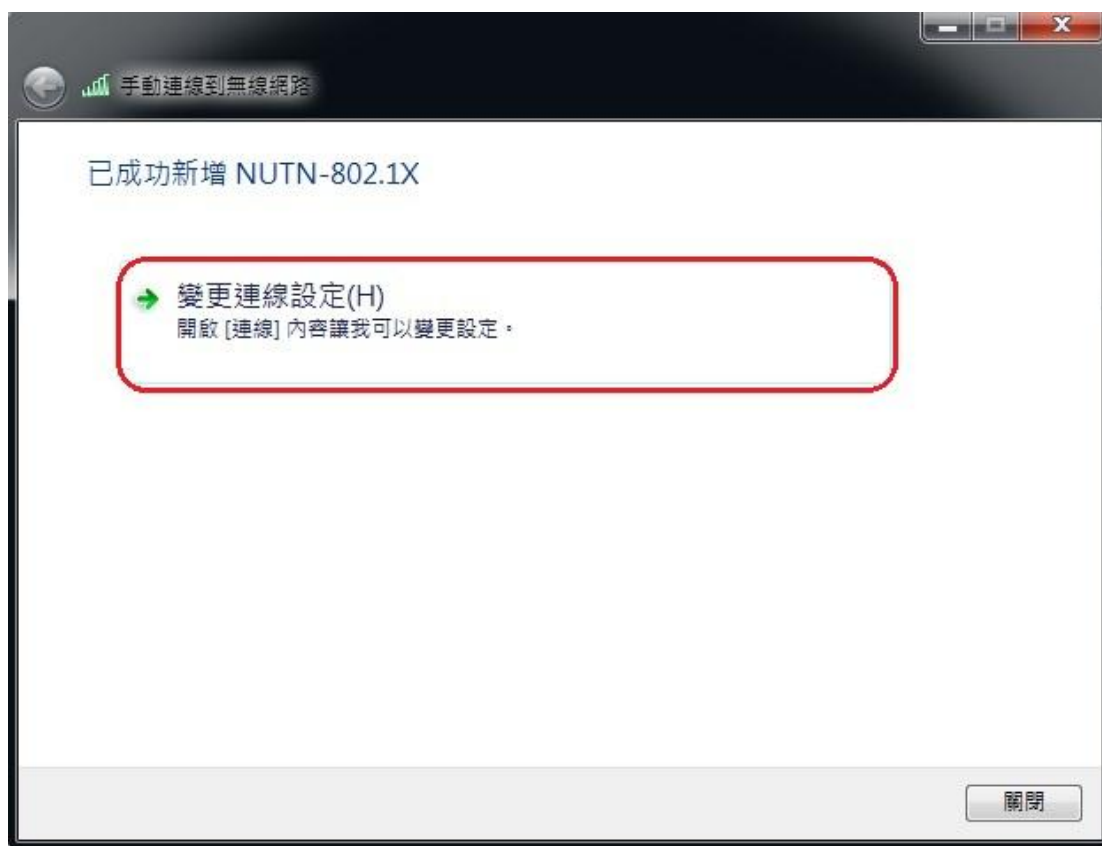 手動連線到無線網路
已成功新增 NUTN-802.1X
變更連線設定(H)
開啟 [連線] 內容讓我可以變更設定。
關閉